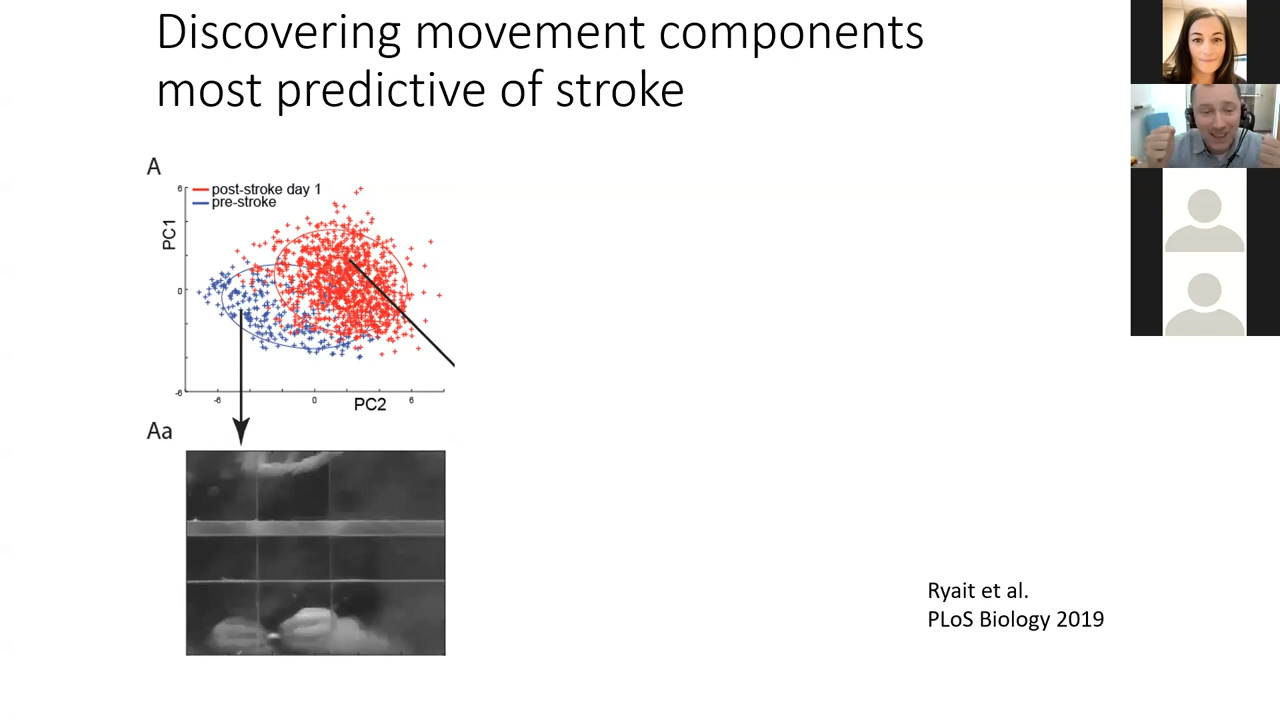 Discovering movement components
most predictive of stroke
A
6
post-stroke day 1
pre-stroke
PC1
0
-6
-6
0
6
PC2
Aa
Ryait et al.
PLoS Biology 2019